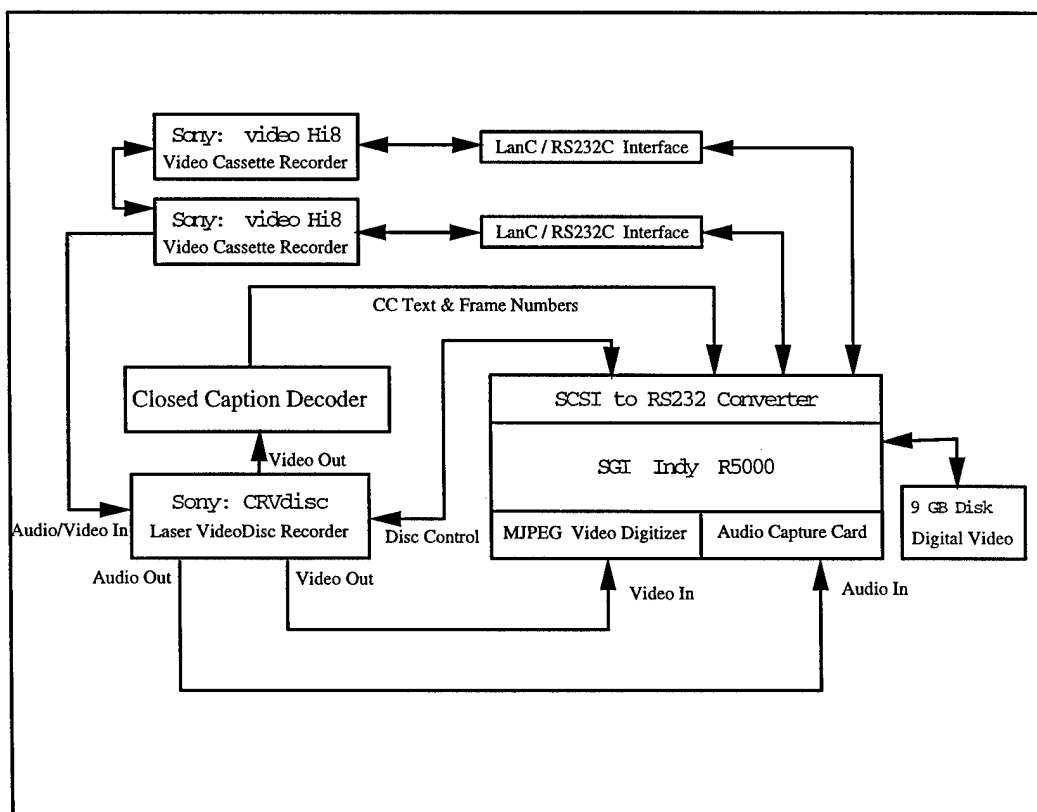 Sony: video Hi8
Video Cassette Recorder
LanC / RS232C Interface
Sony: video Hi8
Video Cassette Recorder
LanC / RS232C Interface
CC Text & Frame Numbers
Closed Caption Decoder
SCSI to RS232 Converter
Video Out
SGI Indy R5000
Sony: CRVdisc
Laser VideoDisc Recorder
9 GB Disk
Digital Video
Audio/Video In
Disc Control
MJPEG Video Digitizer
Audio Capture Card
Audio Out
Video Out
Video In
Audio In